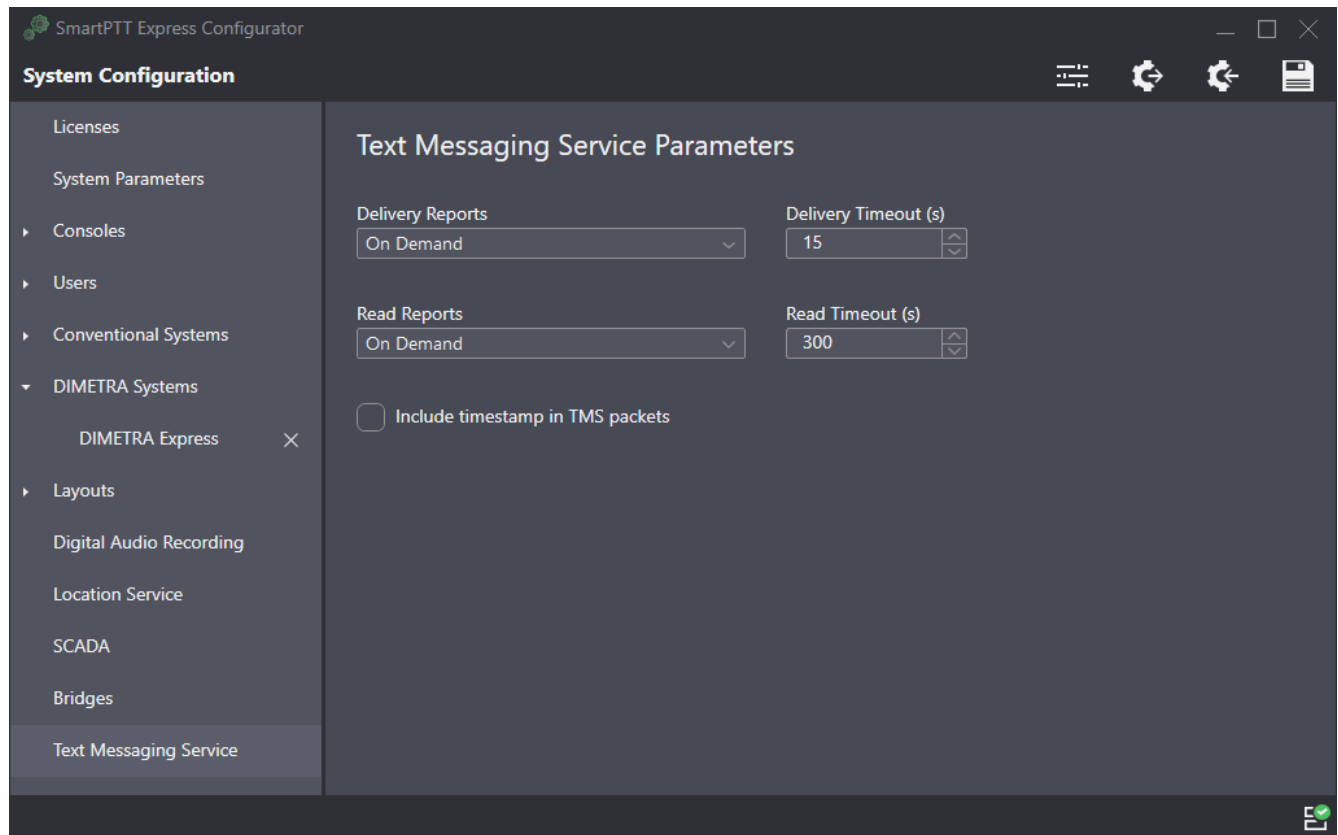 SmartPTT Express Configurator
System Configuration
Licenses
System Parameters
Consoles
Users
Conventional Systems
DIMETRA Systems
DIMETRA Express
Layouts
Digital Audio Recording
Location Service
SCADA
Bridges
Text Messaging Service
Text Messaging Service Parameters
Delivery Reports
On Demand
Delivery Timeout (s)
15
Read Reports
On Demand
Read Timeout (s)
300
Include timestamp in TMS packets